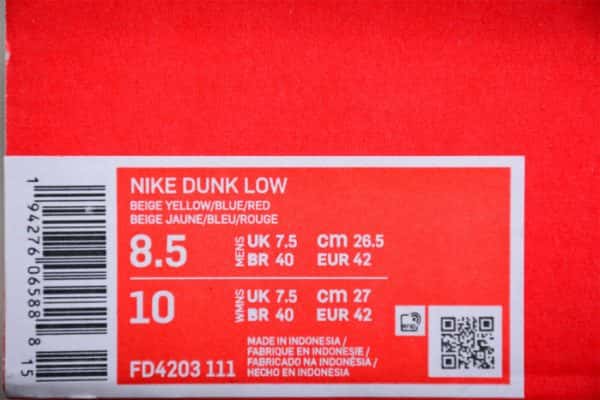 NIKE DUNK LOW
BEIGE YELLOW/BLUE/RED
BEIGE JAUNE/BLEU/ROUGE
8.5 MENS UK 7.5 cm 26.5
BR 40 EUR 42
10 WMNS UK 7.5 cm 27
BR 40 EUR 42
FD4203 111
MADE IN INDONESIA /
FABRIQUE EN INDONESIE /
FABRICADO NA INDONÉSIA /
HECHO EN INDONESIA
1 94276 06588 8 15